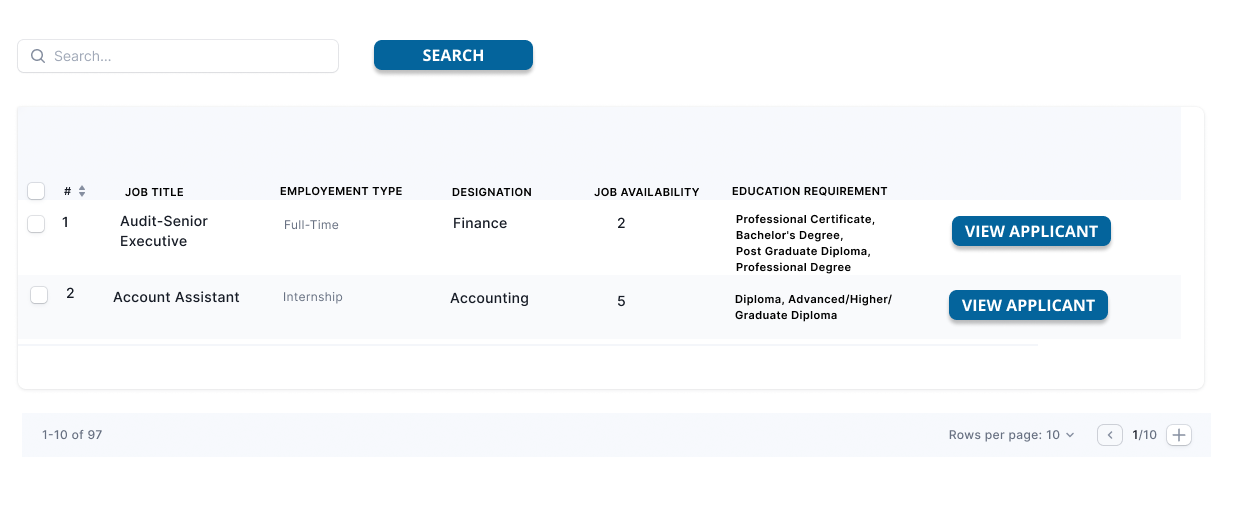 Search...
SEARCH
# JOB TITLE EMPLOYEMENT TYPE DESIGNATION JOB AVAILABILITY EDUCATION REQUIREMENT
1 Audit-Senior Full-Time Finance 2 Professional Certificate, VIEW APPLICANT
Executive Bachelor's Degree,
Post Graduate Diploma,
Professional Degree
2 Account Assistant Internship Accounting 5 Diploma, Advanced/Higher/ VIEW APPLICANT
Graduate Diploma
1-10 of 97 Rows per page: 10 1/10